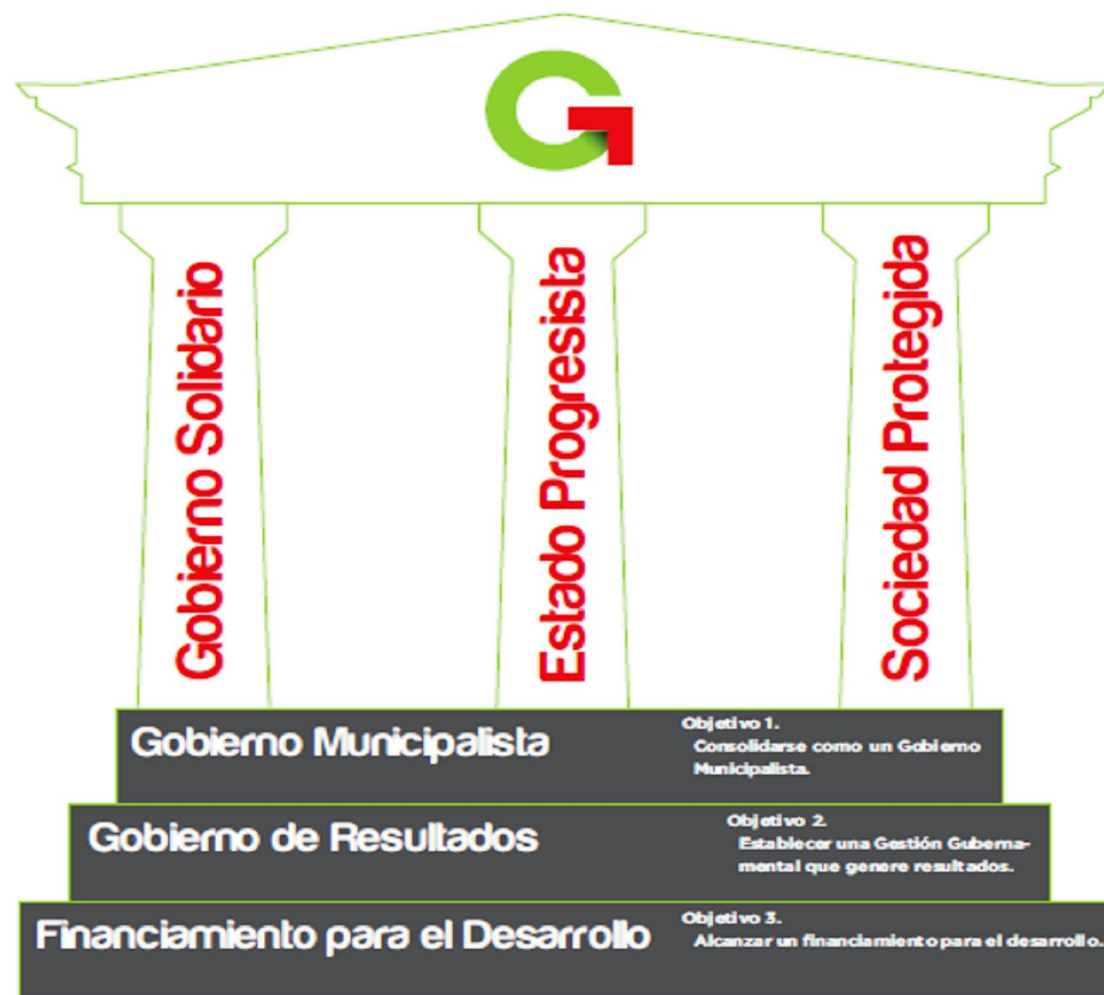 Gobierno Solidario
Estado Progresista
Sociedad Protegida
Gobierno Municipalista
Objetivo 1.
Consolidarse como un Gobierno
Municipalista.
Gobierno de Resultados
Objetivo 2.
Establecer una Gestión Guberna-
mental que genere resultados.
Financiamiento para el Desarrollo
Objetivo 3.
Alcanzar un financiamiento para el desarrollo.